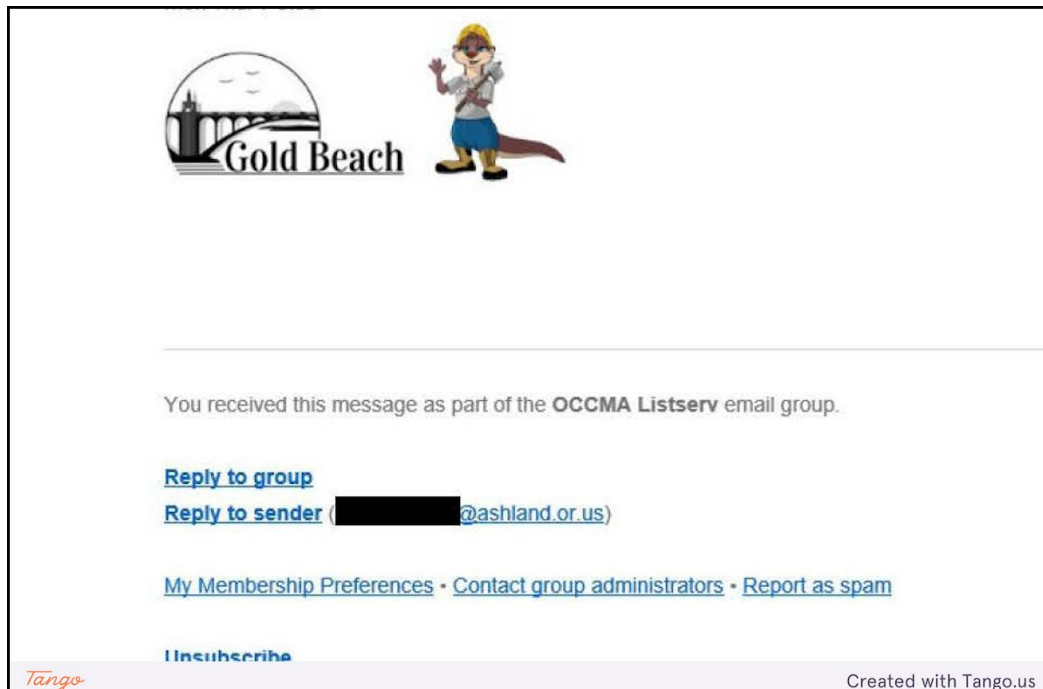 Gold Beach
You received this message as part of the OCCMA Listserv email group.
Reply to group
Reply to sender (@ashland.or.us)
My Membership Preferences • Contact group administrators • Report as spam
Unsubscribe
Tango
Created with Tango.us